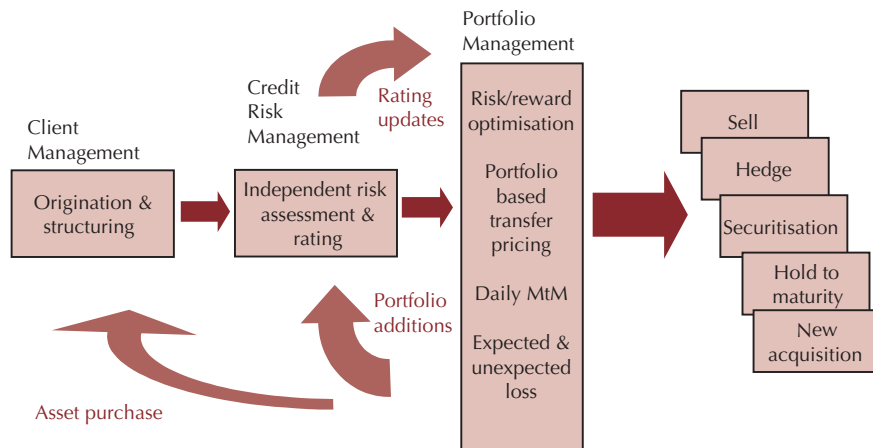 Portfolio
Management
Credit
Risk
Management
Rating
updates
Client
Management
Origination &
structuring
Independent risk
assessment &
rating
Risk/reward
optimisation
Portfolio
based
transfer
pricing
Daily MtM
Expected &
unexpected
loss
Portfolio
additions
Asset purchase
Sell
Hedge
Securitisation
Hold to
maturity
New
acquisition